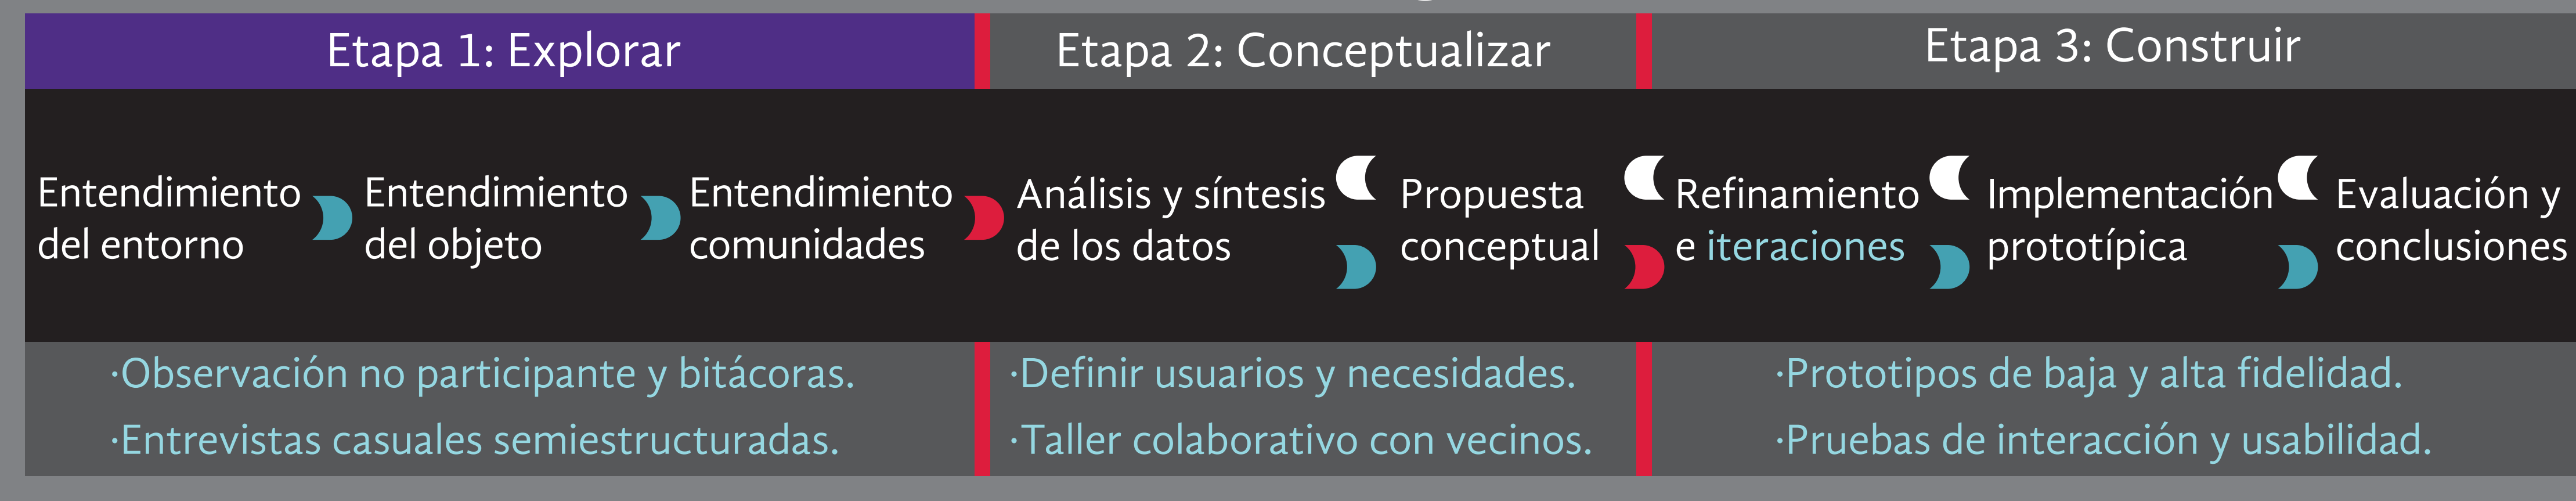 Etapa 1: Explorar
Etapa 2: Conceptualizar
Etapa 3: Construir
Entendimiento
del entorno
Entendimiento
del objeto
Entendimiento
comunidades
Análisis y síntesis
de los datos
Propuesta
conceptual
Refinamiento
e iteraciones
Implementación
prototípica
Evaluación y
conclusiones
·Observación no participante y bitácoras.
·Entrevistas casuales semiestructuradas.
·Definir usuarios y necesidades.
·Taller colaborativo con vecinos.
·Prototipos de baja y alta fidelidad.
·Pruebas de interacción y usabilidad.